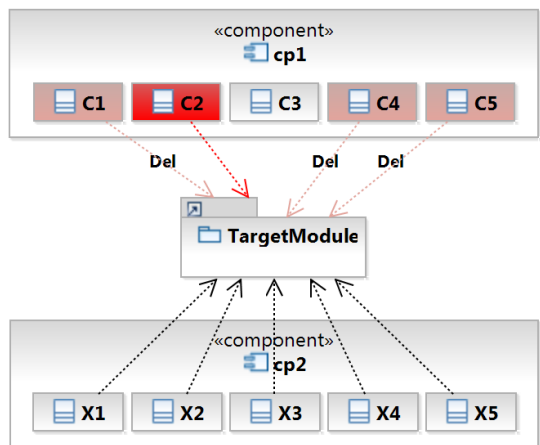 «component»
cp1
C1 C2 C3 C4 C5
Del Del Del
TargetModule
«component»
cp2
X1 X2 X3 X4 X5